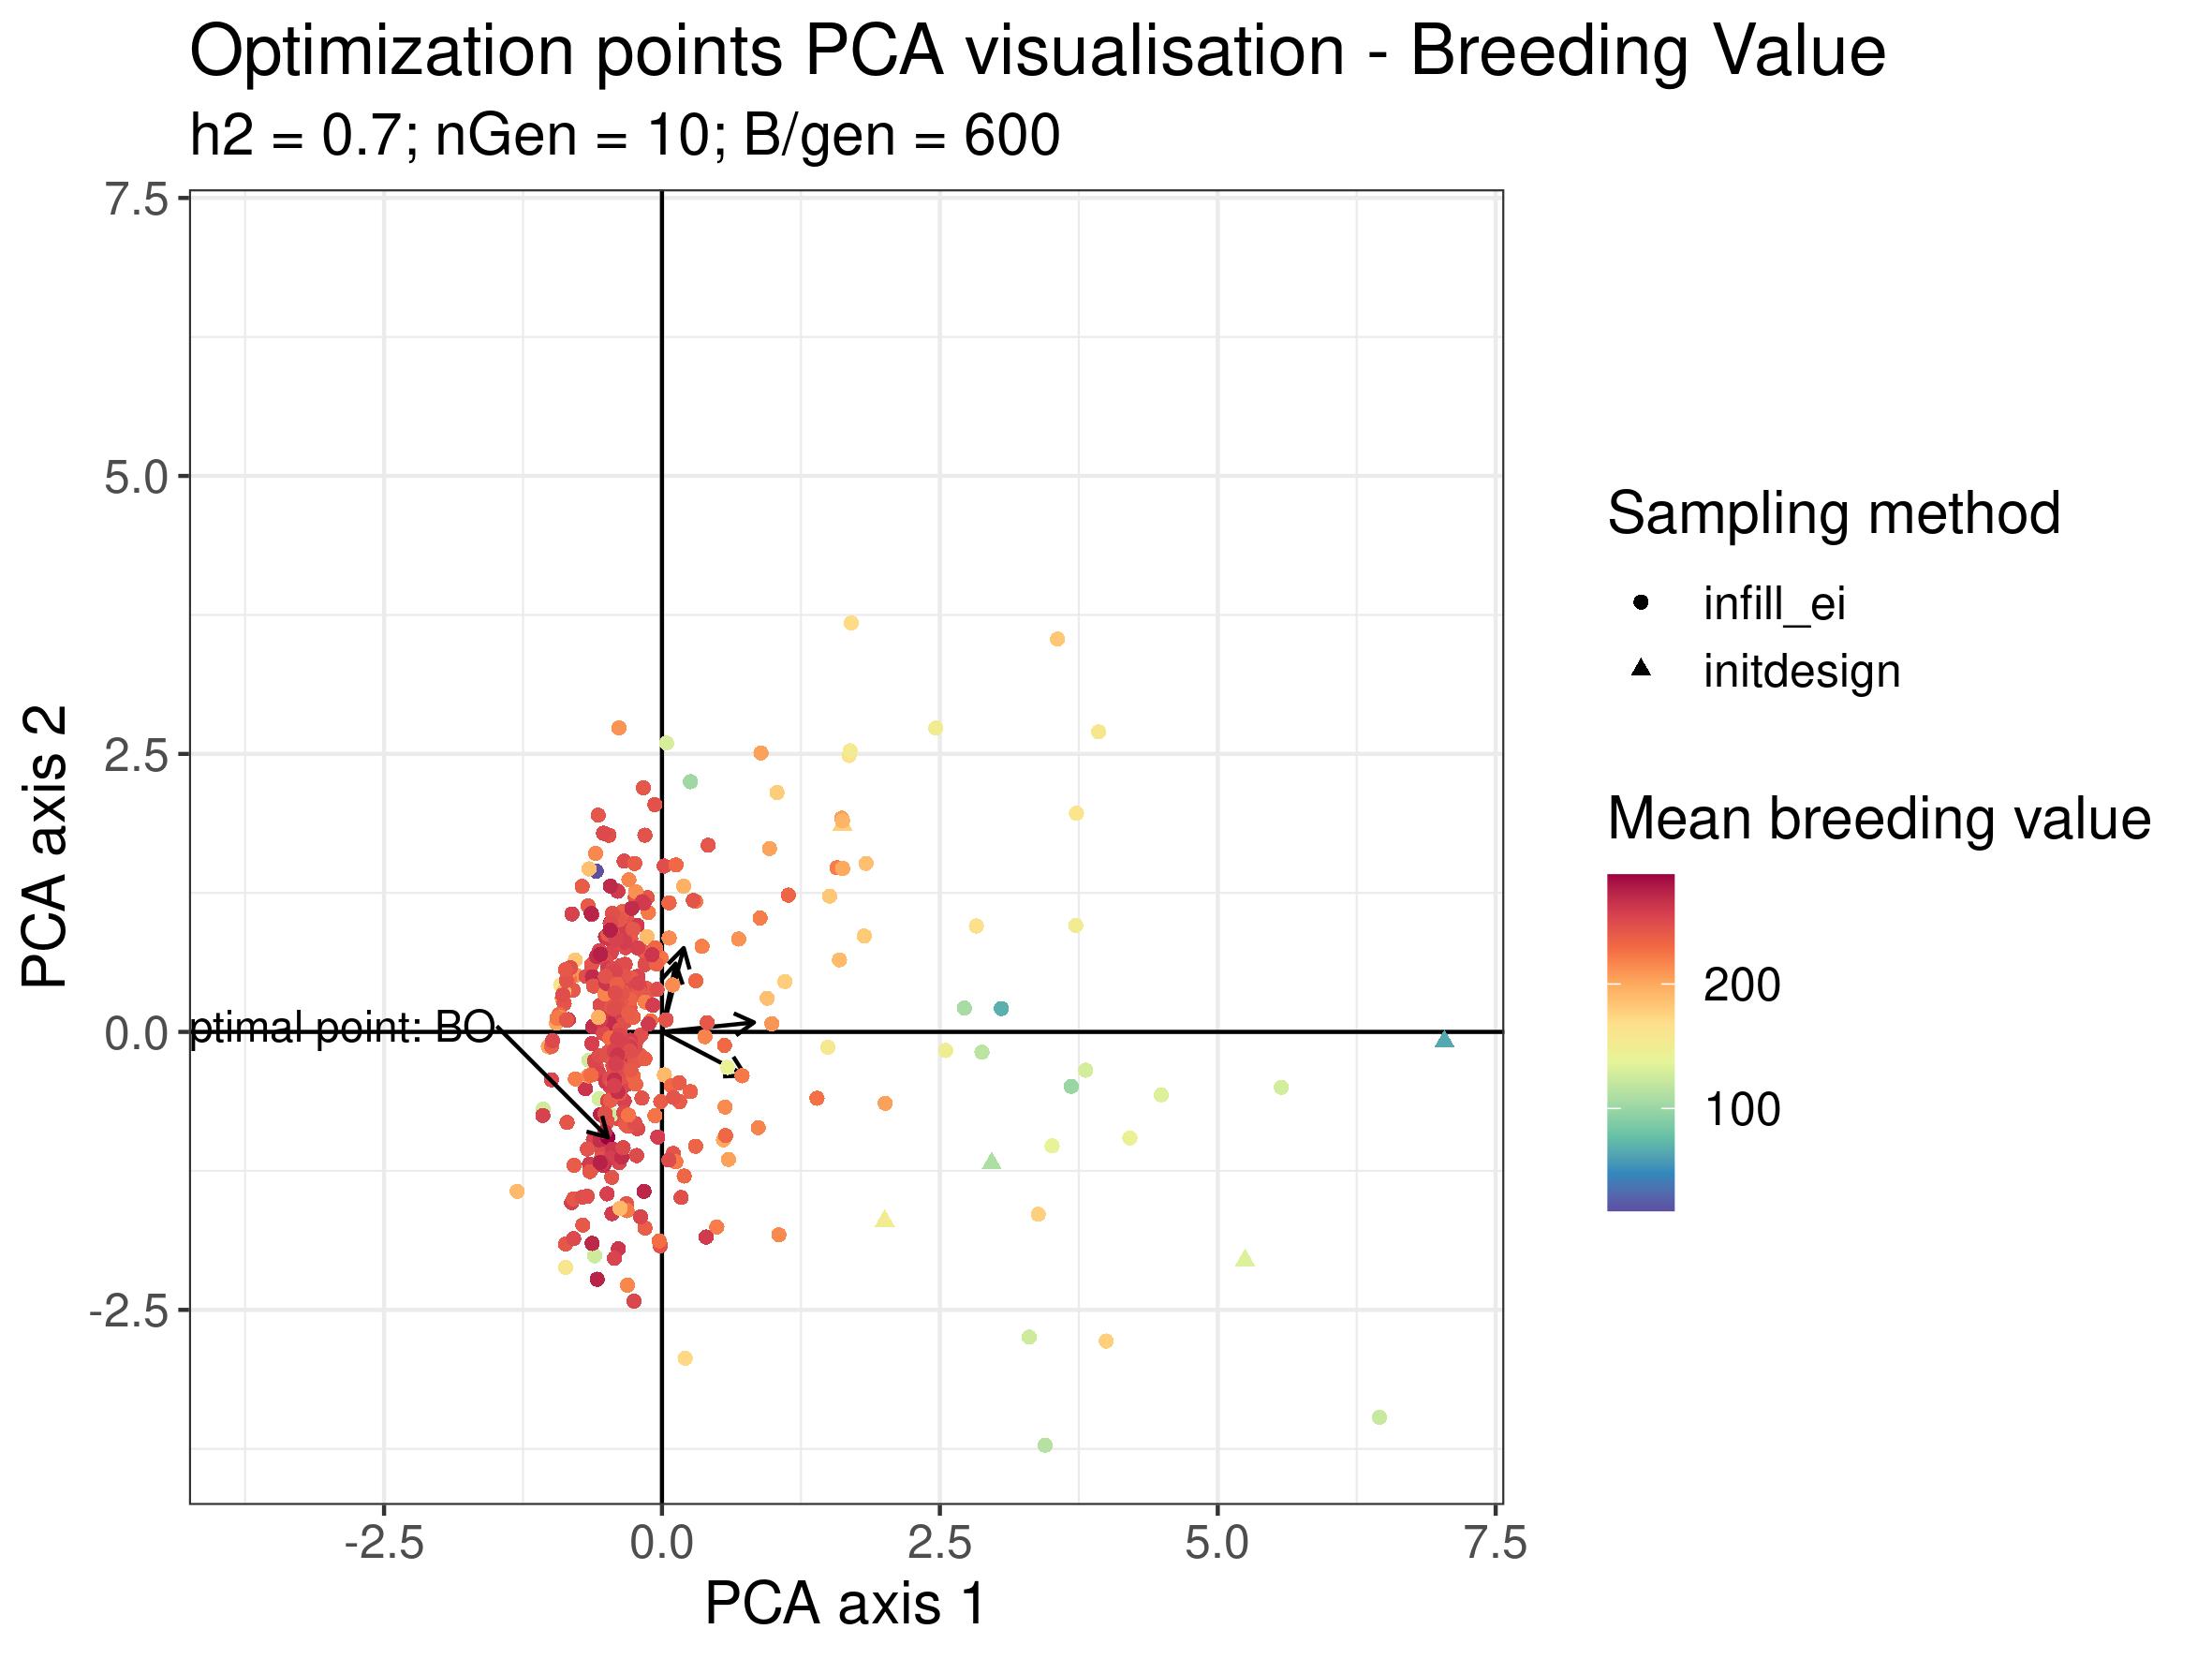 Optimization points PCA visualisation - Breeding Value
h2 = 0.7; nGen = 10; B/gen = 600
7.5
5.0
2.5
0.0
-2.5
PCA axis 2
ptimal point: BO
-2.5 0.0 2.5 5.0 7.5
PCA axis 1
Sampling method
infill_ei
initdesign
Mean breeding value
200
100